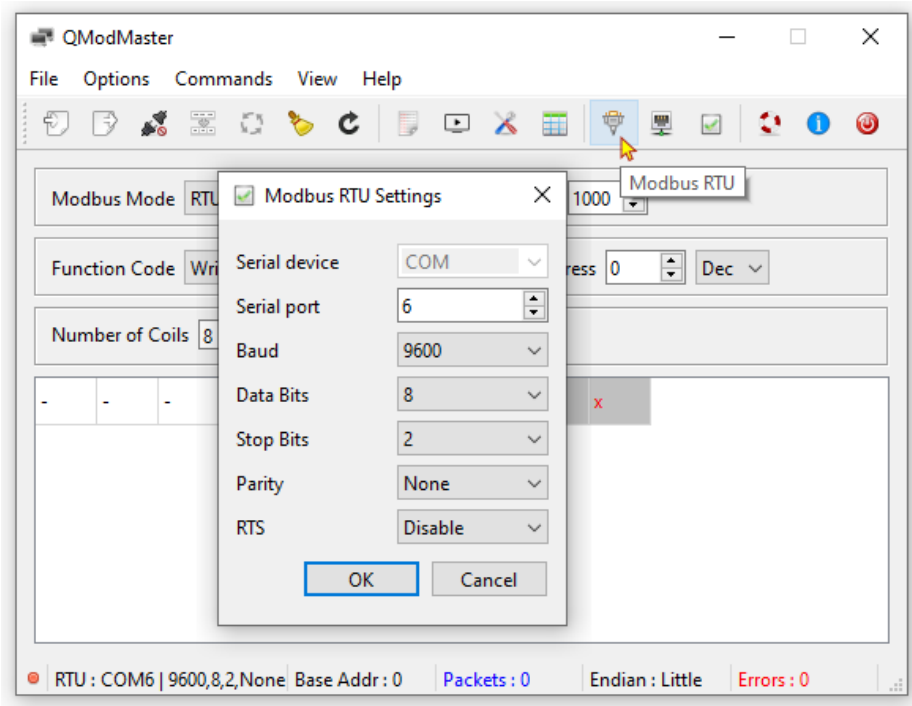 QModMaster
File Options Commands View Help
Modbus RTU
Modbus Mode RTU 1000
Modbus RTU Settings
Function Code Wri ress 0 Dec
Number of Coils 8
Serial device COM
Serial port 6
Baud 9600
Data Bits 8
Stop Bits 2
Parity None
RTS Disable
OK Cancel
- - - x
RTU : COM6 | 9600,8,2,None Base Addr : 0 Packets : 0 Endian : Little Errors : 0